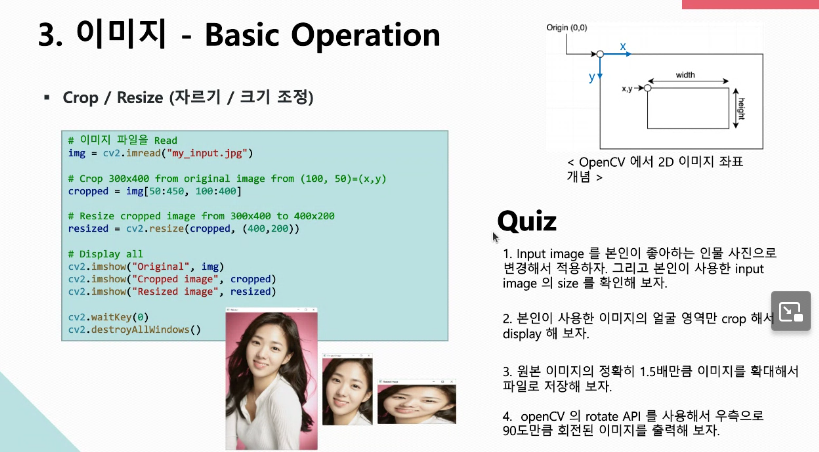 3. 이미지 - Basic Operation
▪ Crop / Resize (자르기 / 크기 조정)
# 이미지 파일을 Read
img = cv2.imread("my_input.jpg")
# Crop 300x400 from original image from (100, 50)=(x,y)
cropped = img[50:450, 100:400]
# Resize cropped image from 300x400 to 400x200
resized = cv2.resize(cropped, (400,200))
# Display all
cv2.imshow("Original", img)
cv2.imshow("Cropped image", cropped)
cv2.imshow("Resized image", resized)
cv2.waitKey(0)
cv2.destroyAllWindows()
Origin (0,0)
x
y
width
x,y
height
< OpenCV 에서 2D 이미지 좌표
개념 >
Quiz
1. Input image 를 본인이 좋아하는 인물 사진으로
변경해서 적용하자. 그리고 본인이 사용한 input
image 의 size 를 확인해 보자.
2. 본인이 사용한 이미지의 얼굴 영역만 crop 해서
display 해 보자.
3. 원본 이미지의 정확히 1.5배만큼 이미지를 확대해서
파일로 저장해 보자.
4. openCV 의 rotate API 를 사용해서 우측으로
90도만큼 회전된 이미지를 출력해 보자.